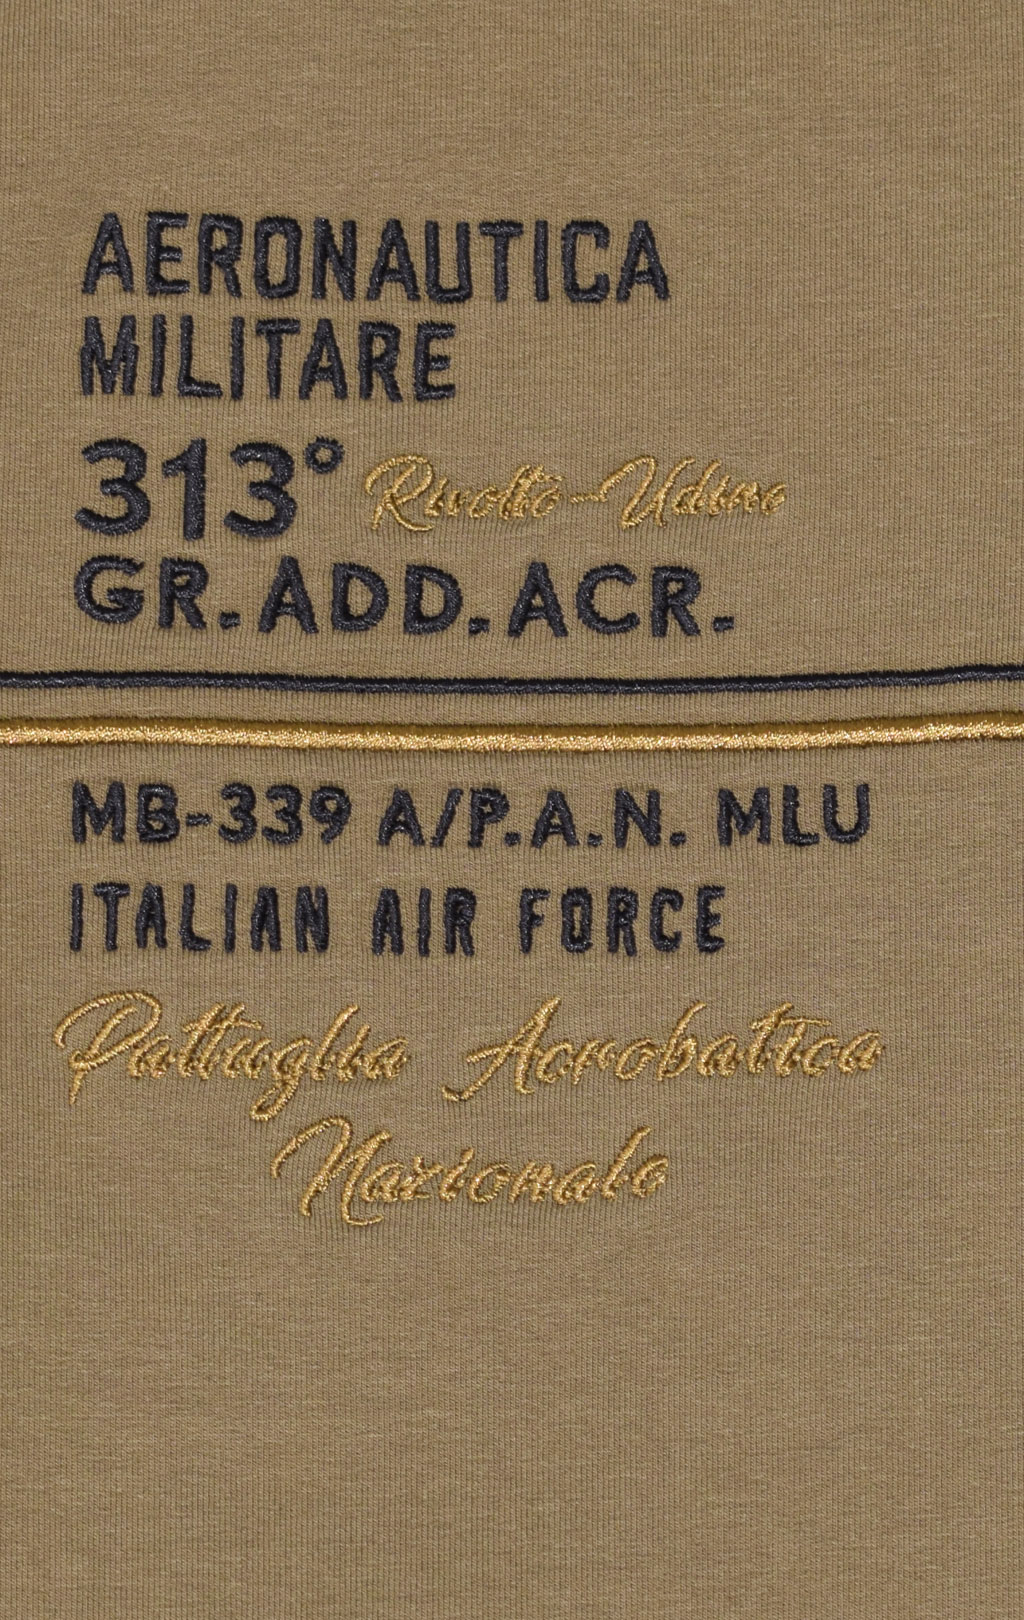 AERONAUTICA
MILITARE
313° Rivolto-Udine
GR. ADD. ACR.
MB-339 A/P.A.N. MLU
ITALIAN AIR FORCE
Pattuglia Acrobatica
Nazionale